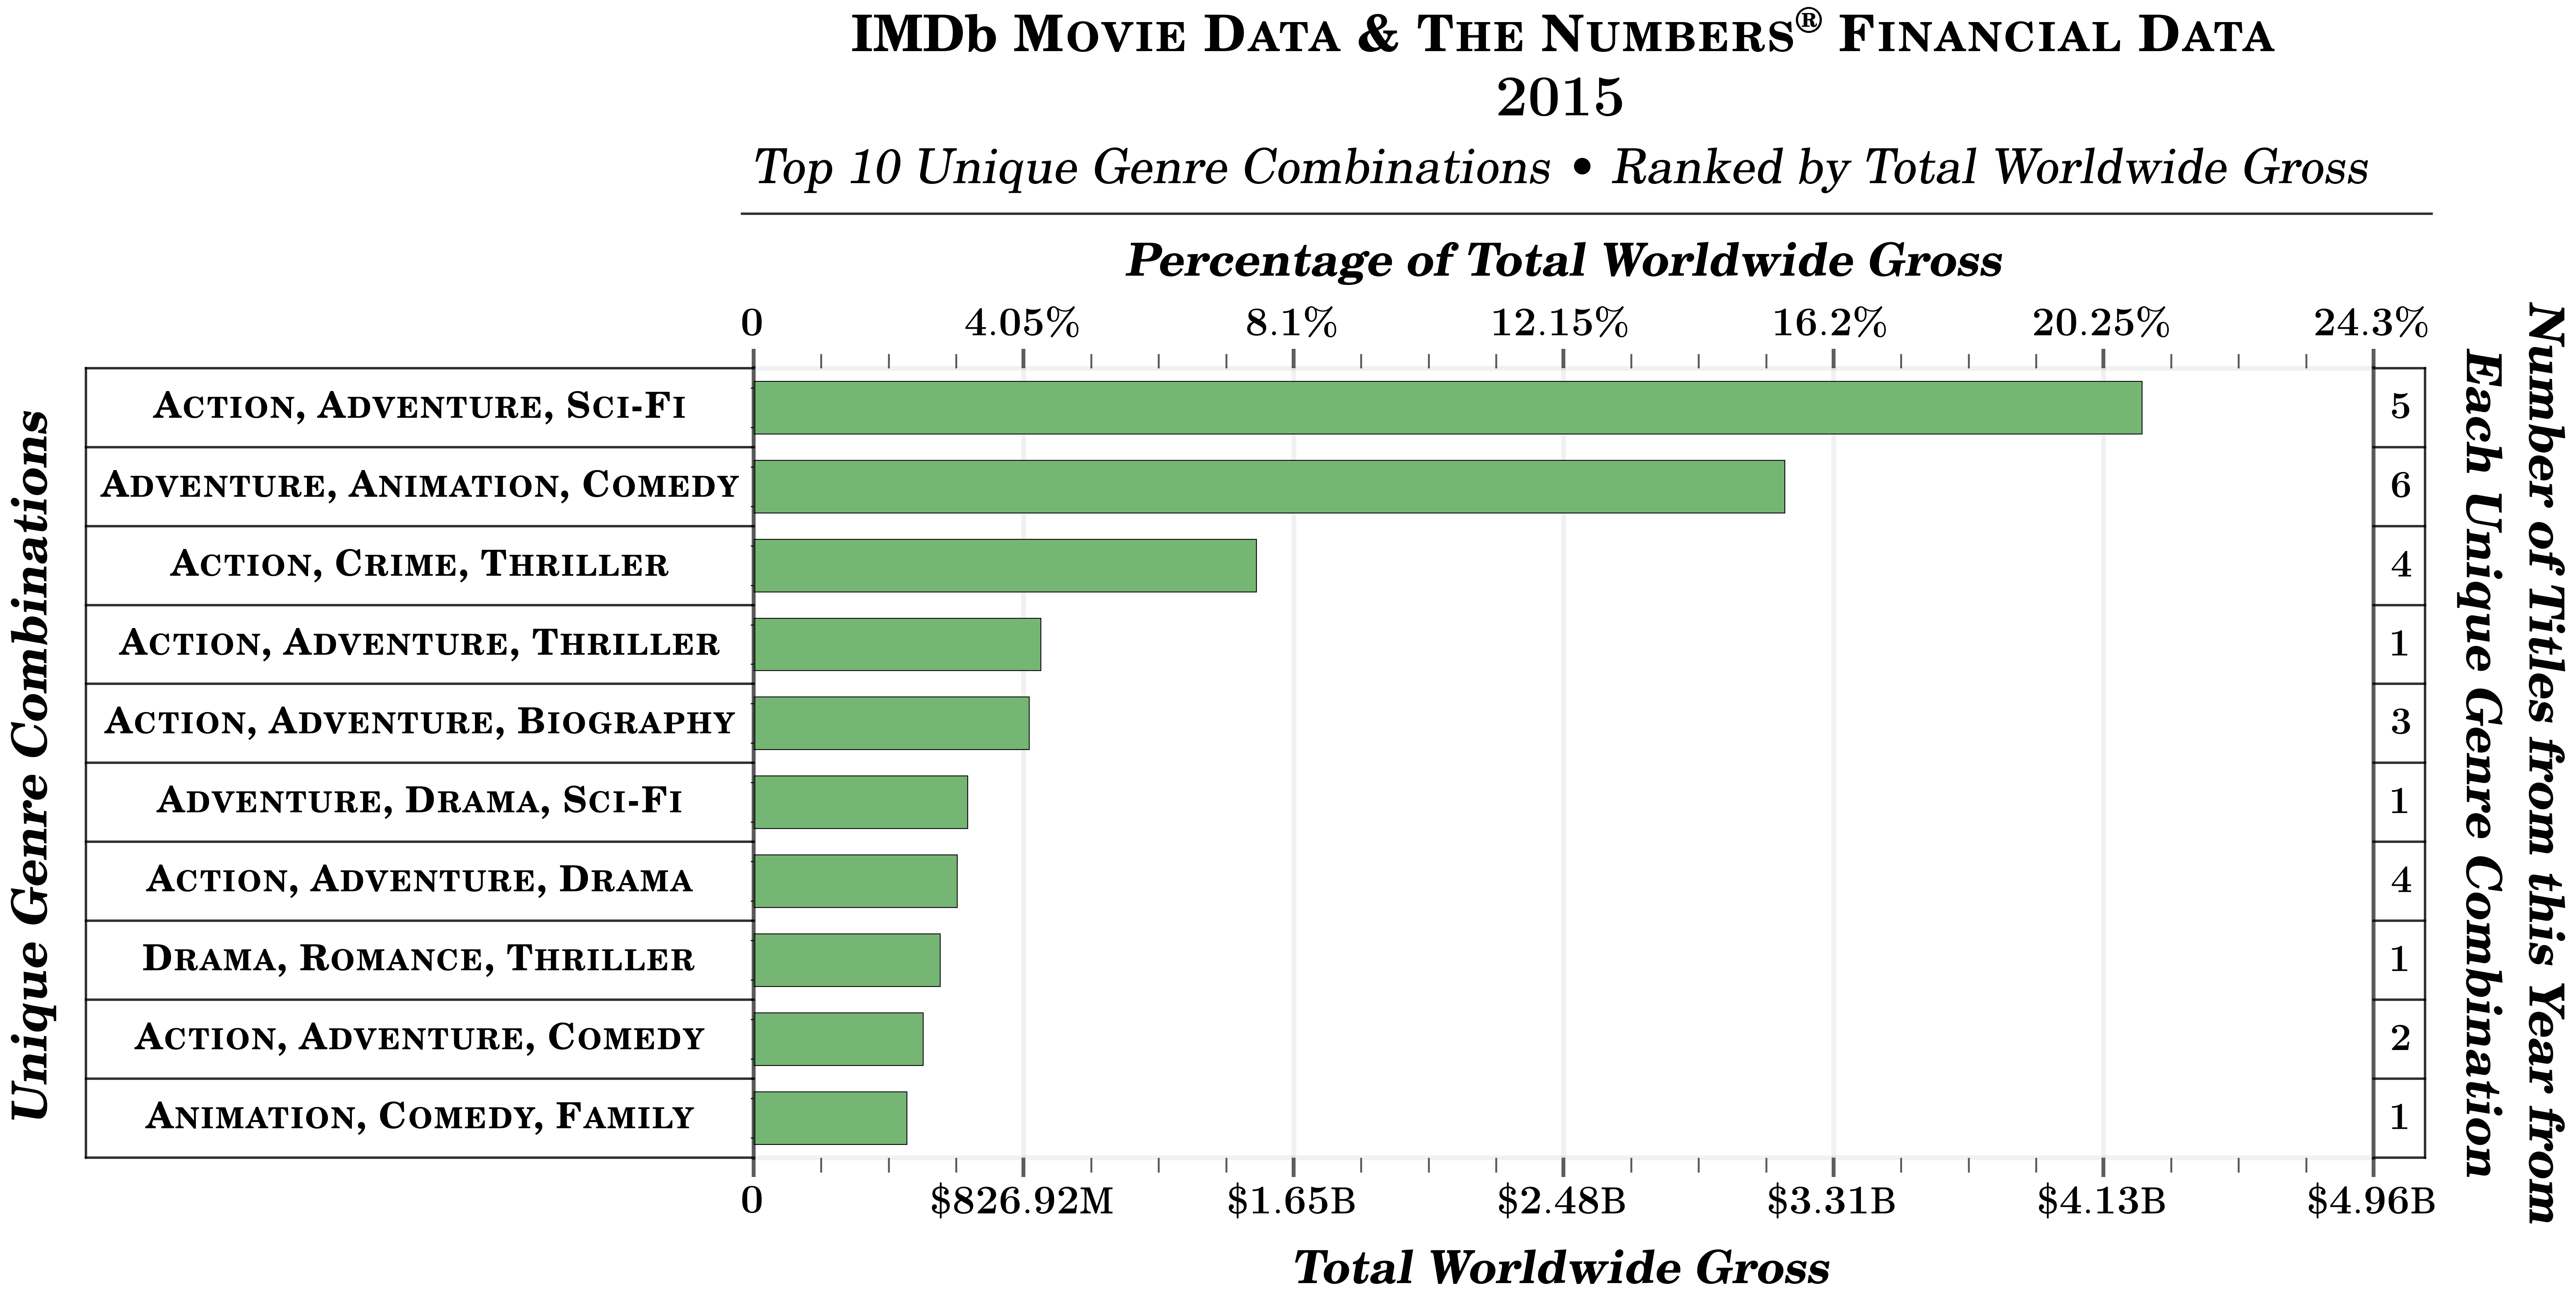 IMDb Movie Data & The Numbers® Financial Data
2015
Top 10 Unique Genre Combinations • Ranked by Total Worldwide Gross
Percentage of Total Worldwide Gross
0 4.05% 8.1% 12.15% 16.2% 20.25% 24.3%
Unique Genre Combinations
Action, Adventure, Sci-Fi 5
Adventure, Animation, Comedy 6
Action, Crime, Thriller 4
Action, Adventure, Thriller 1
Action, Adventure, Biography 3
Adventure, Drama, Sci-Fi 1
Action, Adventure, Drama 4
Drama, Romance, Thriller 1
Action, Adventure, Comedy 2
Animation, Comedy, Family 1
Number of Titles from this Year from
Each Unique Genre Combination
0 $826.92M $1.65B $2.48B $3.31B $4.13B $4.96B
Total Worldwide Gross